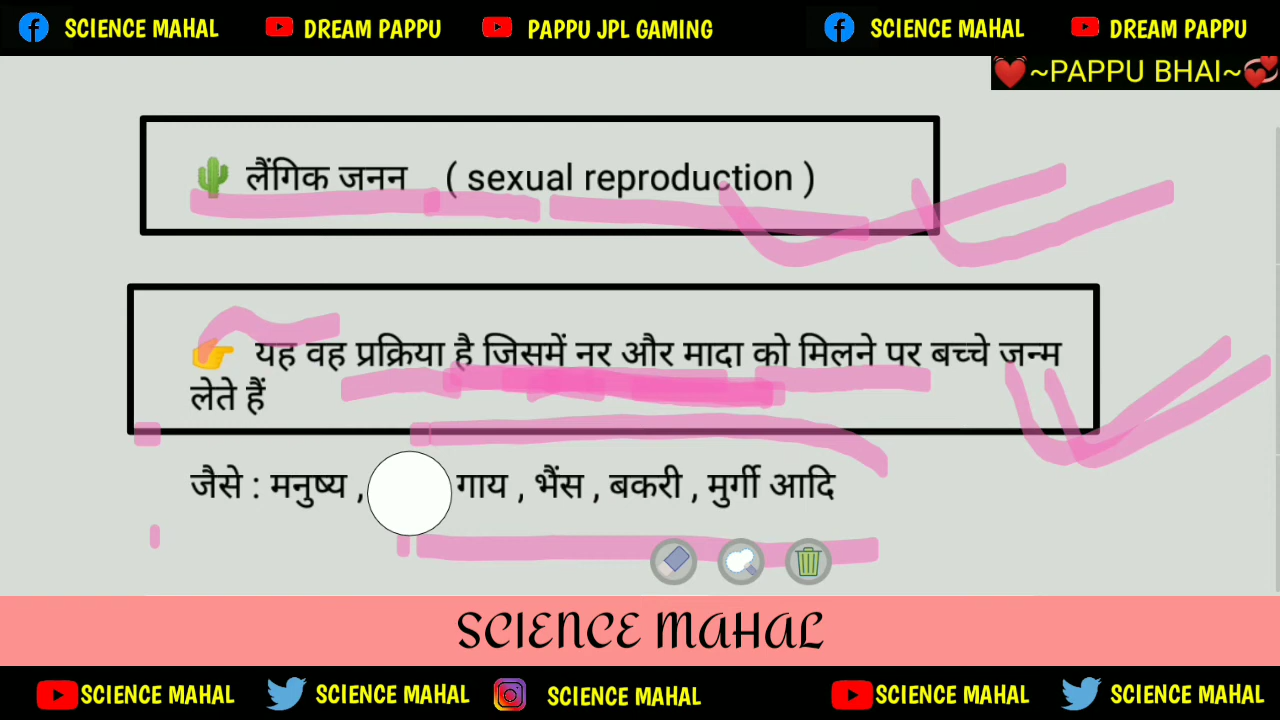 SCIENCE MAHAL DREAM PAPPU PAPPU JPL GAMING SCIENCE MAHAL DREAM PAPPU
~PAPPU BHAI~
लैंगिक जनन ( sexual reproduction )
यह वह प्रक्रिया है जिसमें नर और मादा को मिलने पर बच्चे जन्म
लेते हैं
जैसे : मनुष्य , गाय , भैंस , बकरी , मुर्गी आदि
SCIENCE MAHAL
SCIENCE MAHAL SCIENCE MAHAL SCIENCE MAHAL SCIENCE MAHAL SCIENCE MAHAL